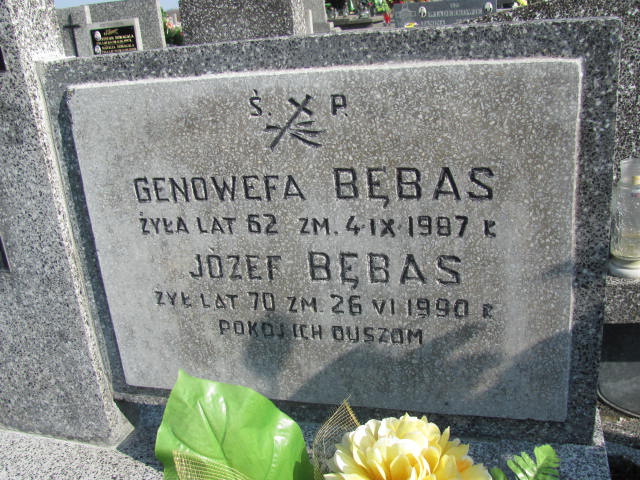 Ś. P.
GENOWEFA BĘBAS
ŻYŁA LAT 62 ZM. 4·IX·1987 R
JÓZEF BĘBAS
ŻYŁ LAT 70 ZM. 26 VI 1990 R
POKÓJ ICH DUSZOM